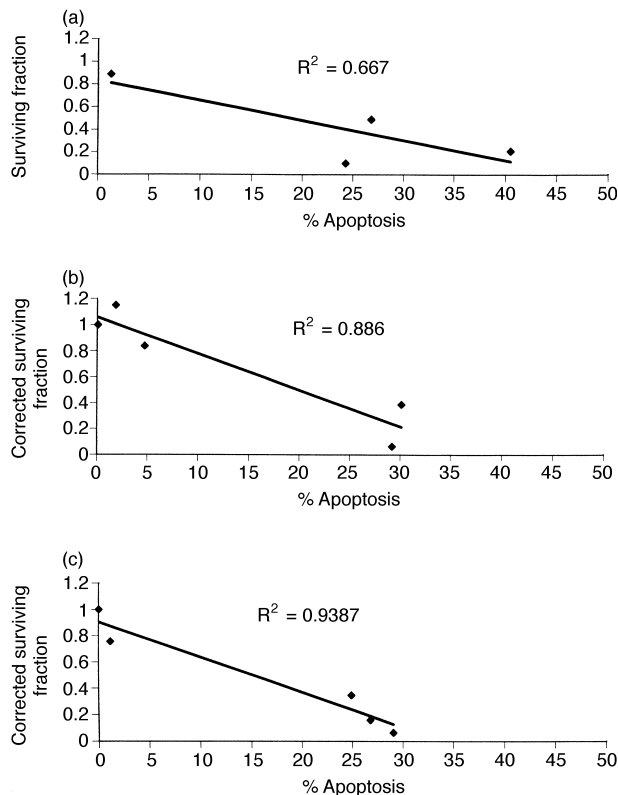 (a)
1.2
1
0.8
0.6
0.4
0.2
0
Surviving fraction
R² = 0.667
0 5 10 15 20 25 30 35 40 45 50
% Apoptosis
(b)
1.2
1
0.8
0.6
0.4
0.2
0
Corrected surviving
fraction
R² = 0.886
0 5 10 15 20 25 30 35 40 45 50
% Apoptosis
(c)
1.2
1
0.8
0.6
0.4
0.2
0
Corrected surviving
fraction
R² = 0.9387
0 5 10 15 20 25 30 35 40 45 50
% Apoptosis